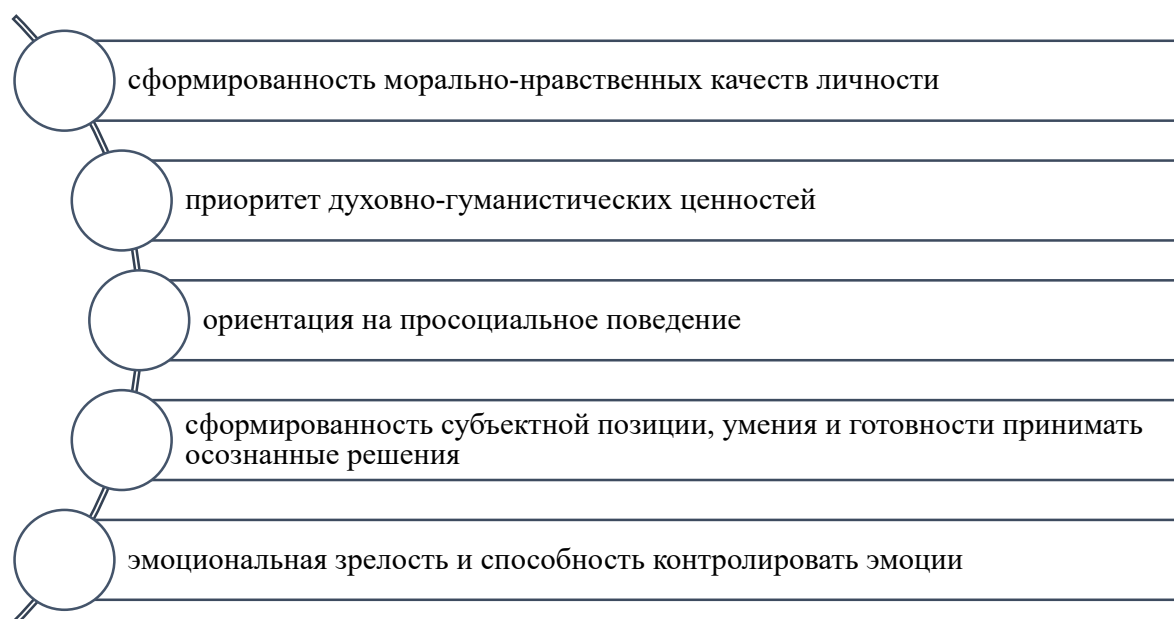 сформированность морально-нравственных качеств личности
приоритет духовно-гуманистических ценностей
ориентация на просоциальное поведение
сформированность субъектной позиции, умения и готовности принимать
осознанные решения
эмоциональная зрелость и способность контролировать эмоции